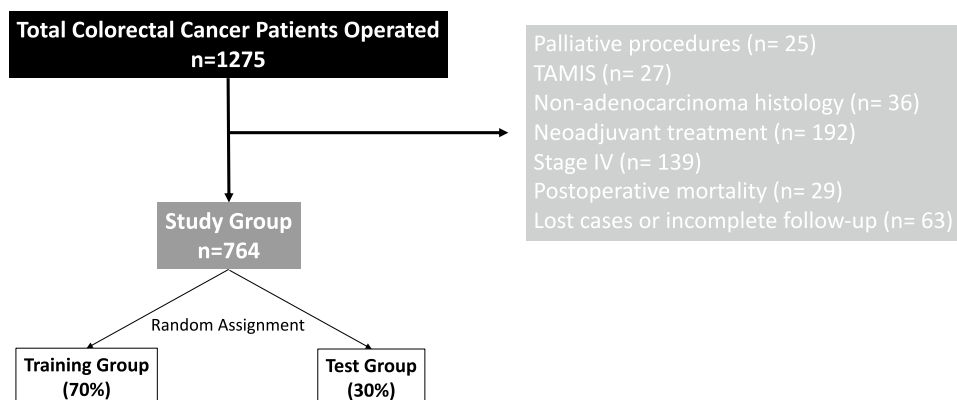 Total Colorectal Cancer Patients Operated
n=1275
Palliative procedures (n= 25)
TAMIS (n= 27)
Non-adenocarcinoma histology (n= 36)
Neoadjuvant treatment (n= 192)
Stage IV (n= 139)
Postoperative mortality (n= 29)
Lost cases or incomplete follow-up (n= 63)
Study Group
n=764
Random Assignment
Training Group
(70%)
Test Group
(30%)